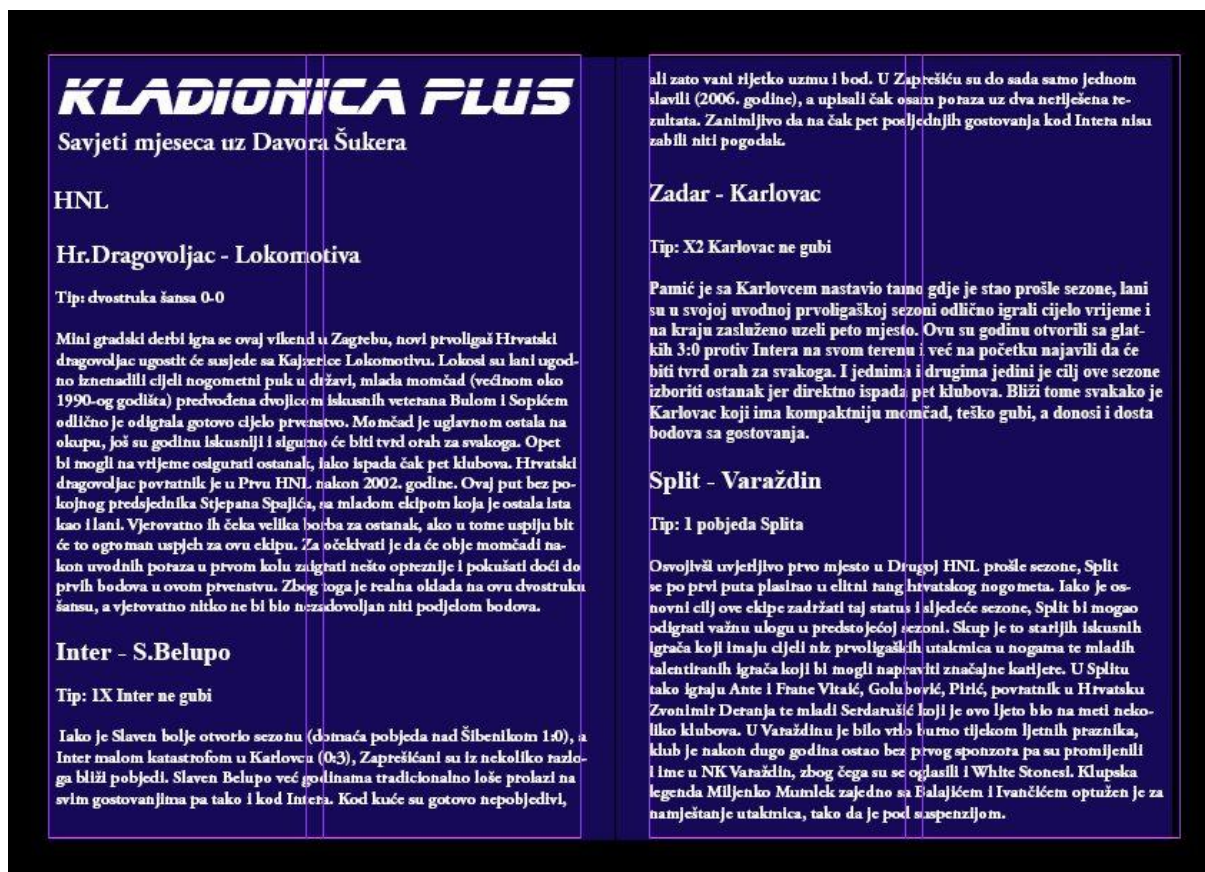 KLADIONICA PLUS
Savjeti mjeseca uz Davora Šukera
HNL
Hr.Dragovoljac - Lokomotiva
Tip: dvostruka šansa 0-0
Mini gradski derbi igra se ovaj vikend u Zagrebu, novi prvoligaš Hrvatski
dragovoljac ugostit će susjede sa Kajzerice Lokomotivu. Lokosi su lani ugod-
no iznenadili cijeli nogometni puk u državi, mlada momčad (većinom oko
1990-og godišta) predvođena dvojicom iskusnih veterana Bulom i Sopićem
odlično je odigrala gotovo cijelo prvenstvo. Momčad je uglavnom ostala na
okupu, još su godinu iskusniji i sigurno će biti tvrd orah za svakoga. Opet
bi mogli na vrijeme osigurati ostanak, iako ispada čak pet klubova. Hrvatski
dragovoljac povratnik je u Prvu HNL nakon 2002. godine. Ovaj put bez po-
kojnog predsjednika Stjepana Spajića, sa mladom ekipom koja je ostala ista
kao i lani. Vjerovatno ih čeka velika borba za ostanak, ako u tome uspiju bit
će to ogroman uspjeh za ovu ekipu. Za očekivati je da će obje momčadi na-
kon uvodnih poraza u prvom kolu zaigrati nešto opreznije i pokušati doći do
prvih bodova u ovom prvenstvu. Zbog toga je realna oklada na ovu dvostruku
šansu, a vjerovatno nitko ne bi bio nezadovoljan niti podjelom bodova.
Inter - S.Belupo
Tip: 1X Inter ne gubi
Iako je Slaven bolje otvorio sezonu (domaća pobjeda nad Šibenikom 1:0), a
Inter malom katastrofom u Karlovcu (0:3), Zaprešićani su iz nekoliko razlo-
ga bliži pobjedi. Slaven Belupo već godinama tradicionalno loše prolazi na
svim gostovanjima pa tako i kod Intera. Kod kuće su gotovo nepobjedivi,
ali zato vani rijetko uzmu i bod. U Zaprešiću su do sada samo jednom
slavili (2006. godine), a upisali čak osam poraza uz dva neriješena re-
zultata. Zanimljivo da na čak pet posljednjih gostovanja kod Intera nisu
zabili niti pogodak.
Zadar - Karlovac
Tip: X2 Karlovac ne gubi
Pamić je sa Karlovcem nastavio tamo gdje je stao prošle sezone, lani
su u svojoj uvodnoj prvoligaškoj sezoni odlično igrali cijelo vrijeme i
na kraju zasluženo uzeli peto mjesto. Ovu su godinu otvorili sa glat-
kih 3:0 protiv Intera na svom terenu i već na početku najavili da će
biti tvrd orah za svakoga. I jednima i drugima jedini je cilj ove sezone
izboriti ostanak jer direktno ispada pet klubova. Bliži tome svakako je
Karlovac koji ima kompaktniju momčad, teško gubi, a donosi i dosta
bodova sa gostovanja.
Split - Varaždin
Tip: 1 pobjeda Splita
Osvojivši uvjerljivo prvo mjesto u Drugoj HNL prošle sezone, Split
se po prvi puta plasirao u elitni rang hrvatskog nogometa. Iako je os-
novni cilj ove ekipe zadržati taj status i sljedeće sezone, Split bi mogao
odigrati važnu ulogu u predstojećoj sezoni. Skup je to starijih iskusnih
igrača koji imaju cijeli niz prvoligaških utakmica u nogama te mladih
talentiranih igrača koji bi mogli napraviti značajne karijere. U Splitu
tako igraju Ante i Frane Vitaić, Golubović, Pirić, povratnik u Hrvatsku
Zvonimir Deranja te mladi Serdarušić koji je ovo ljeto bio na meti neko-
liko klubova. U Varaždinu je bilo vrlo burno tijekom ljetnih praznika,
klub je nakon dugo godina ostao bez prvog sponzora pa su promijenili
i ime u NK Varaždin, zbog čega su se oglasili i White Stonesi. Klupska
legenda Miljenko Mumlek zajedno sa Balajićem i Ivančićem optužen je za
namještanje utakmica, tako da je pod suspenzijom.